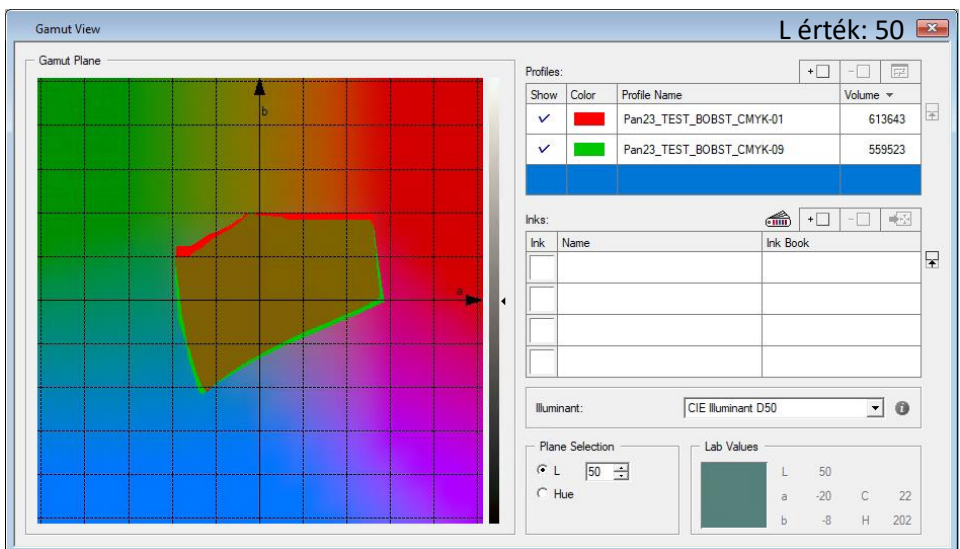 Gamut View
L érték: 50
Gamut Plane
b
a
Profiles:
Show Color Profile Name Volume
Pan23_TEST_BOBST_CMYK-01 613643
Pan23_TEST_BOBST_CMYK-09 559523
Inks:
Ink Name Ink Book
Illuminant: CIE Illuminant D50
Plane Selection
L 50
Hue
Lab Values
L 50
a -20 C 22
b -8 H 202